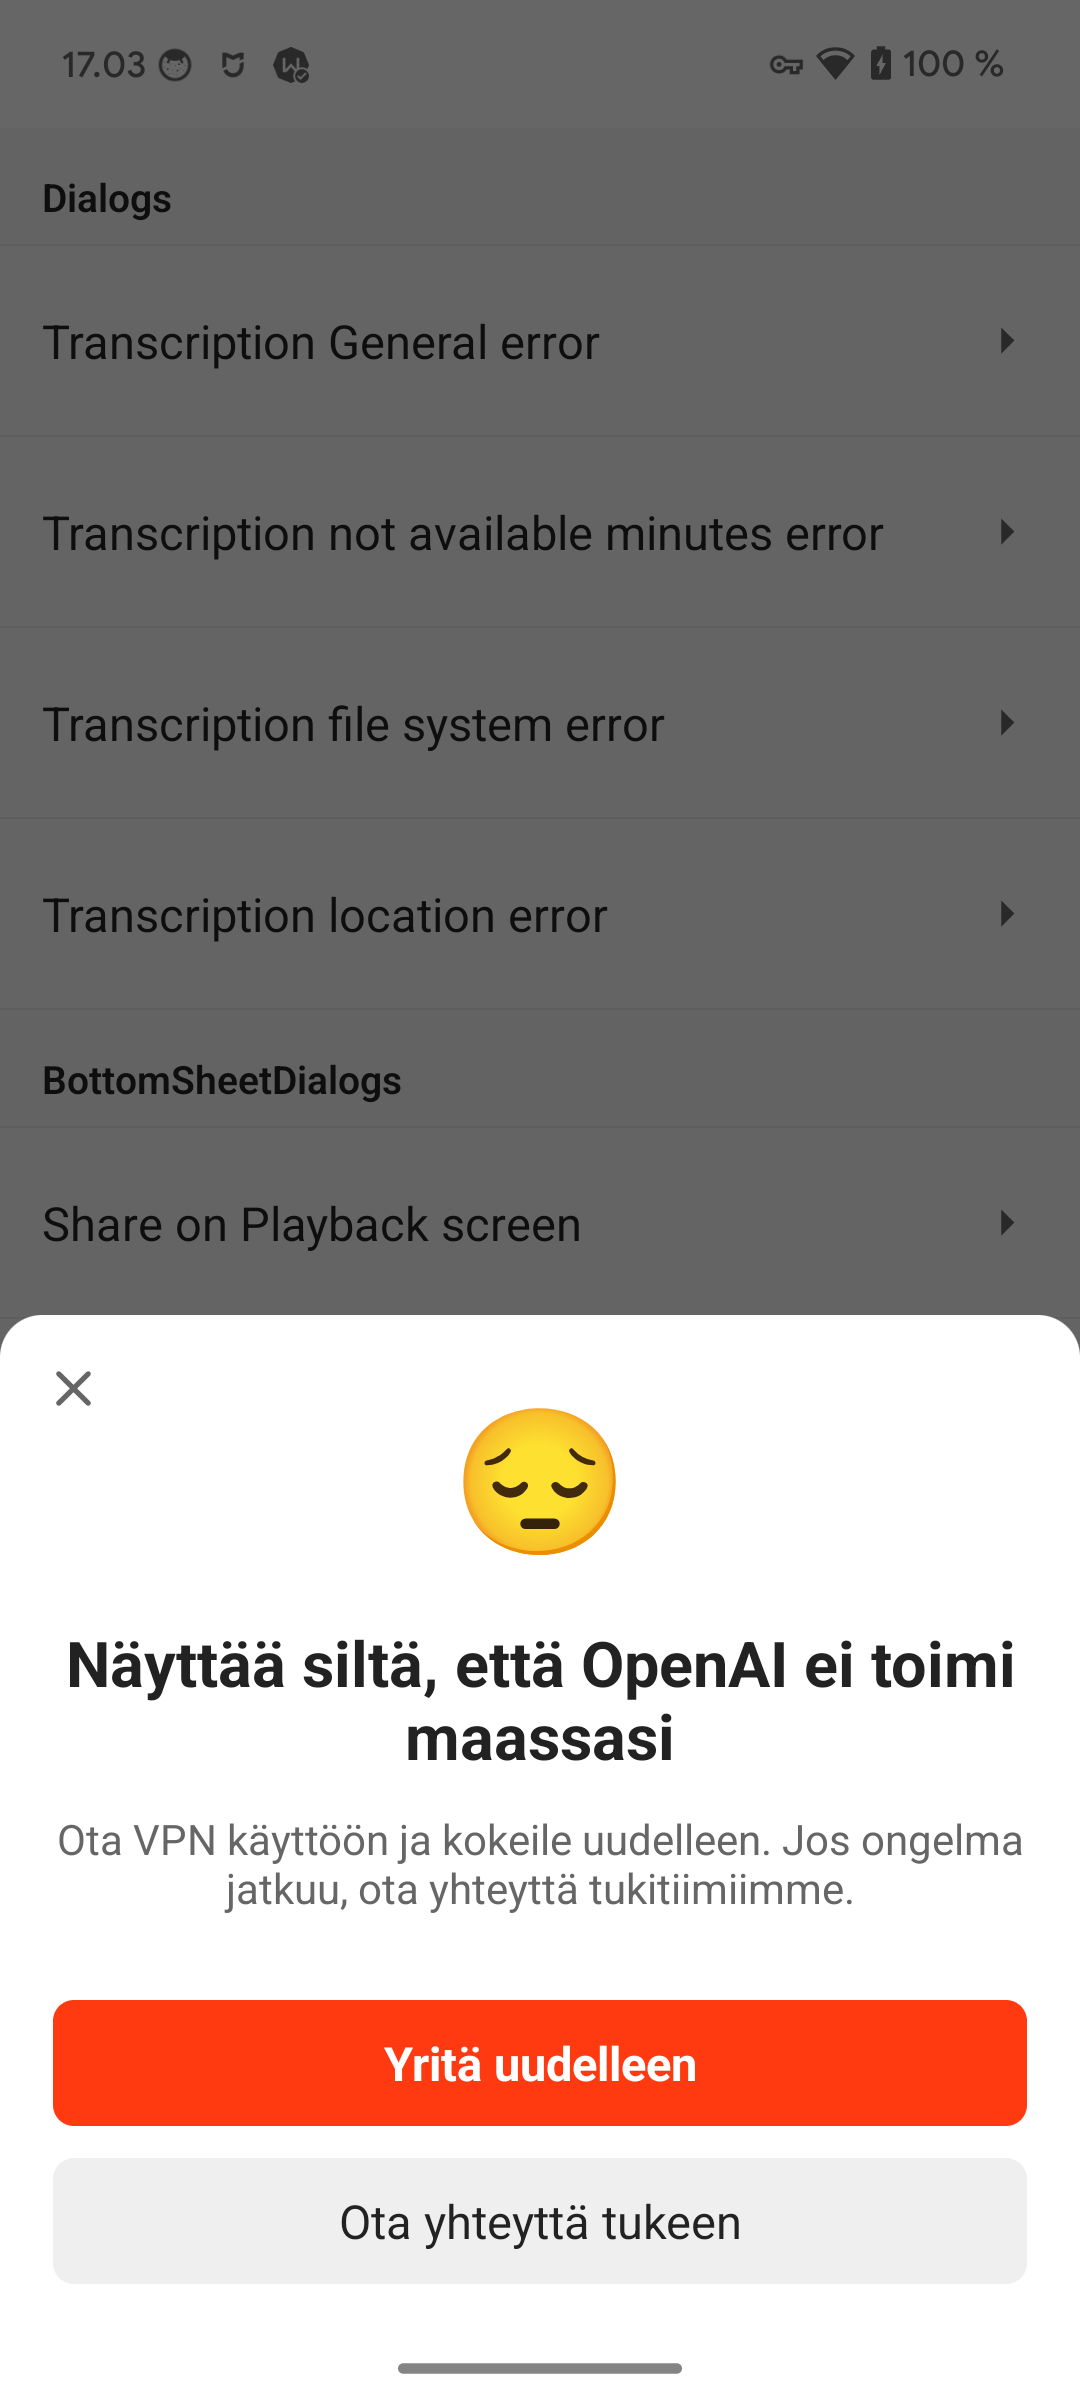 17.03
100 %
Dialogs
Transcription General error
Transcription not available minutes error
Transcription file system error
Transcription location error
BottomSheetDialogs
Share on Playback screen
Näyttää siltä, että OpenAI ei toimi
maassasi
Ota VPN käyttöön ja kokeile uudelleen. Jos ongelma
jatkuu, ota yhteyttä tukitiimiimme.
Yritä uudelleen
Ota yhteyttä tukeen